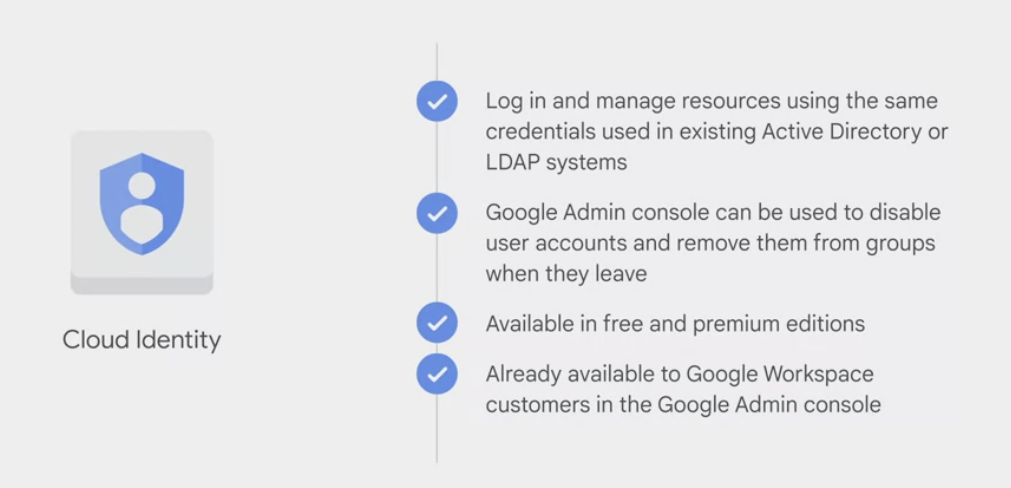 Log in and manage resources using the same
credentials used in existing Active Directory or
LDAP systems
Google Admin console can be used to disable
user accounts and remove them from groups
when they leave
Available in free and premium editions
Already available to Google Workspace
customers in the Google Admin console
Cloud Identity